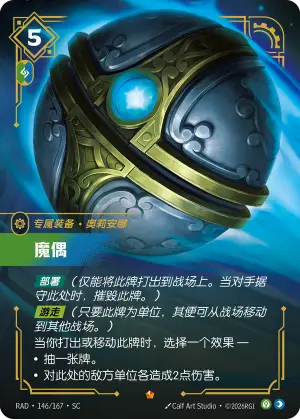 5
专属装备·奥莉安娜
魔偶
部署（仅能将此牌打出到战场上。当对手据
守此处时，摧毁此牌。）
游走（只要此牌为单位，其便可从战场移动
到其他战场。）
当你打出或移动此牌时，选择一个效果 —
• 抽一张牌。
• 对此处的敌方单位各造成2点伤害。
RAD • 146/167 • SC
Calf Art Studio • ©2026RGI